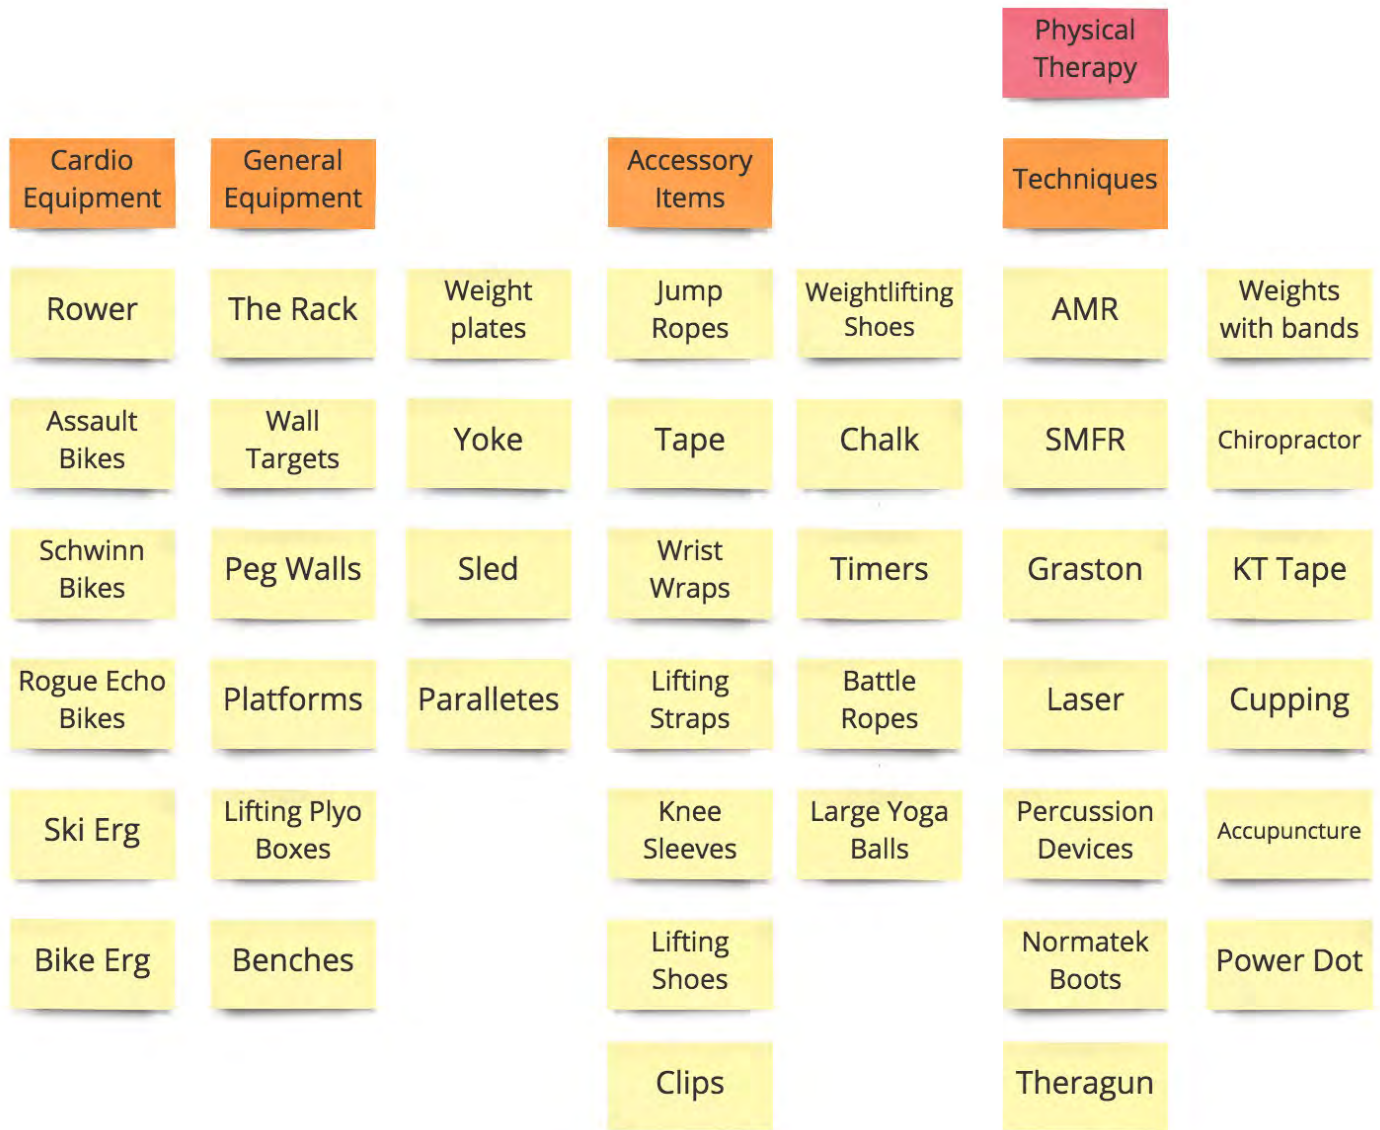 Physical
Therapy
Cardio
Equipment
General
Equipment
Accessory
Items
Techniques
Rower
The Rack
Weight
plates
Jump
Ropes
Weightlifting
Shoes
AMR
Weights
with bands
Assault
Bikes
Wall
Targets
Yoke
Tape
Chalk
SMFR
Chiropractor
Schwinn
Bikes
Peg Walls
Sled
Wrist
Wraps
Timers
Graston
KT Tape
Rogue Echo
Bikes
Platforms
Paralletes
Lifting
Straps
Battle
Ropes
Laser
Cupping
Ski Erg
Lifting Plyo
Boxes
Knee
Sleeves
Large Yoga
Balls
Percussion
Devices
Accupuncture
Bike Erg
Benches
Lifting
Shoes
Normatek
Boots
Power Dot
Clips
Theragun